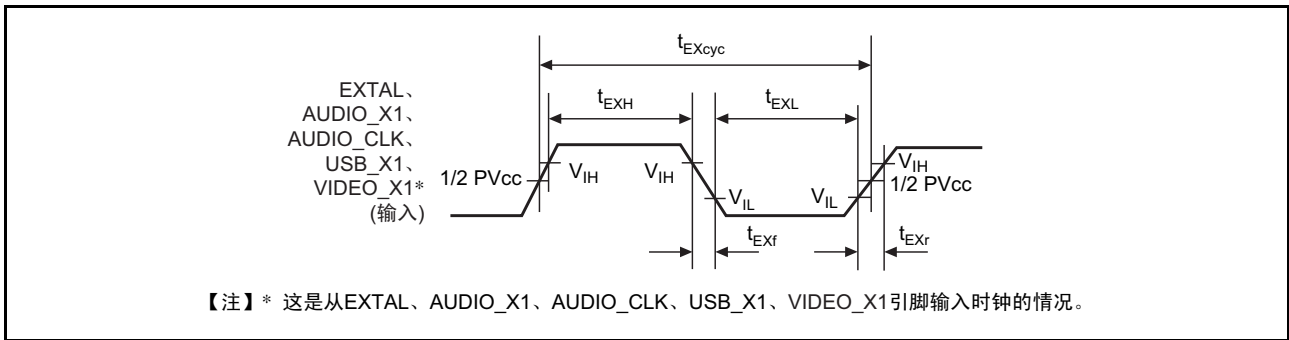 tEXcyc
EXTAL、
AUDIO_X1、
AUDIO_CLK、
USB_X1、
VIDEO_X1*
(输入)
tEXH
tEXL
1/2 PVcc
VIH
VIH
VIL
VIL
VIH
1/2 PVcc
tEXf
tEXr
【注】* 这是从EXTAL、AUDIO_X1、AUDIO_CLK、USB_X1、VIDEO_X1引脚输入时钟的情况。